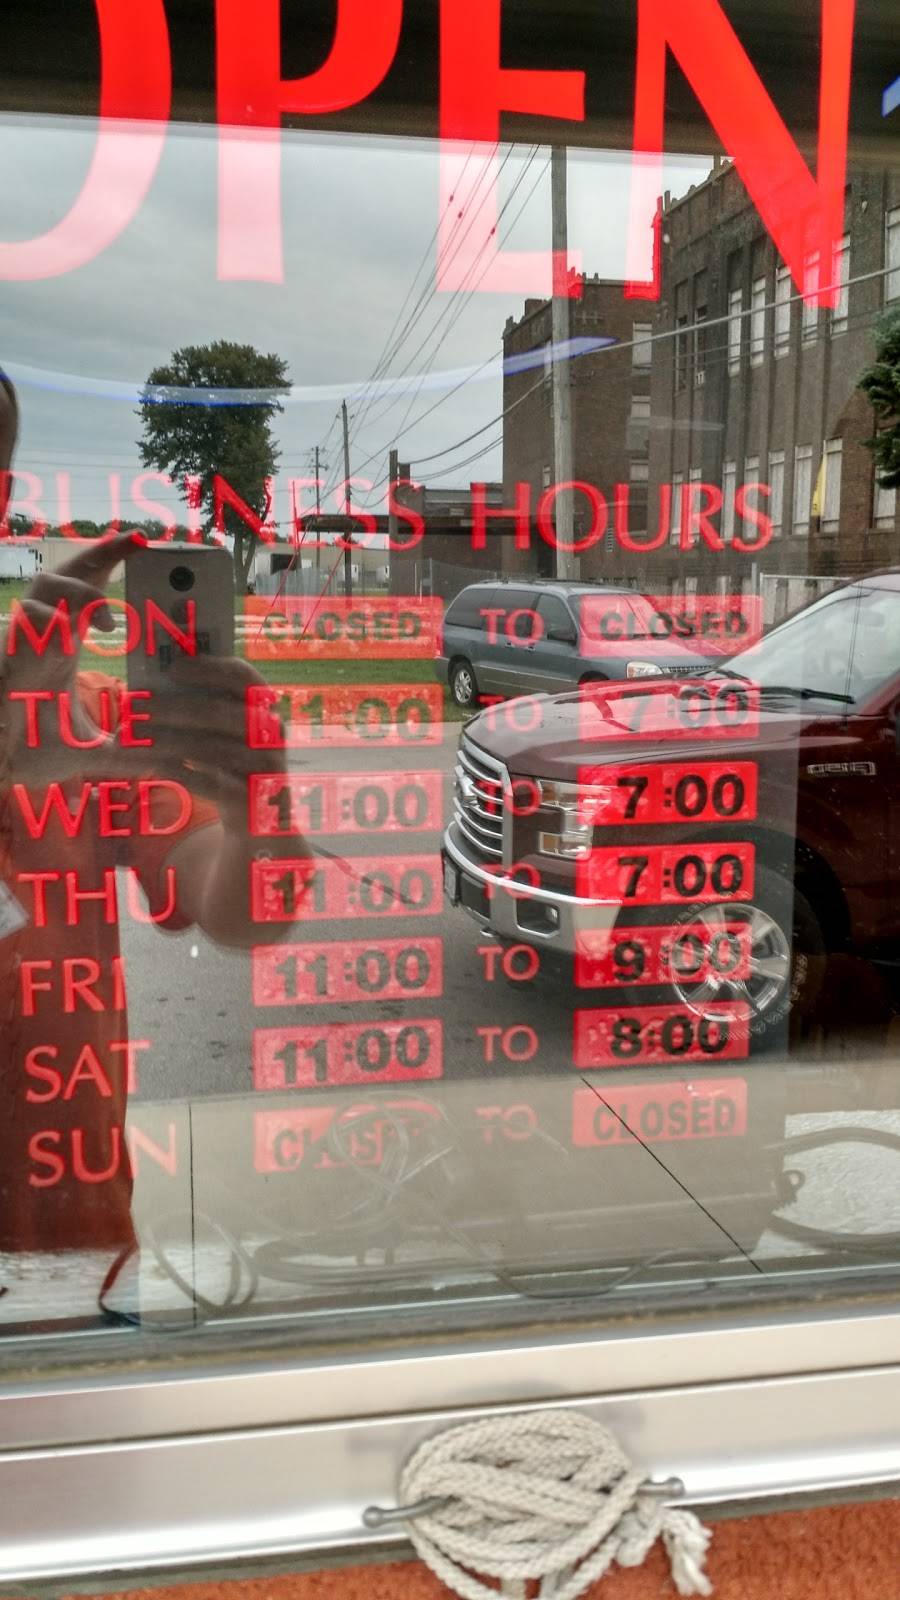 OPEN
BUSINESS HOURS
MON CLOSED TO CLOSED
TUE 11:00 TO 7:00
WED 11:00 TO 7:00
THU 11:00 TO 7:00
FRI 11:00 TO 9:00
SAT 11:00 TO 8:00
SUN CLOSED TO CLOSED